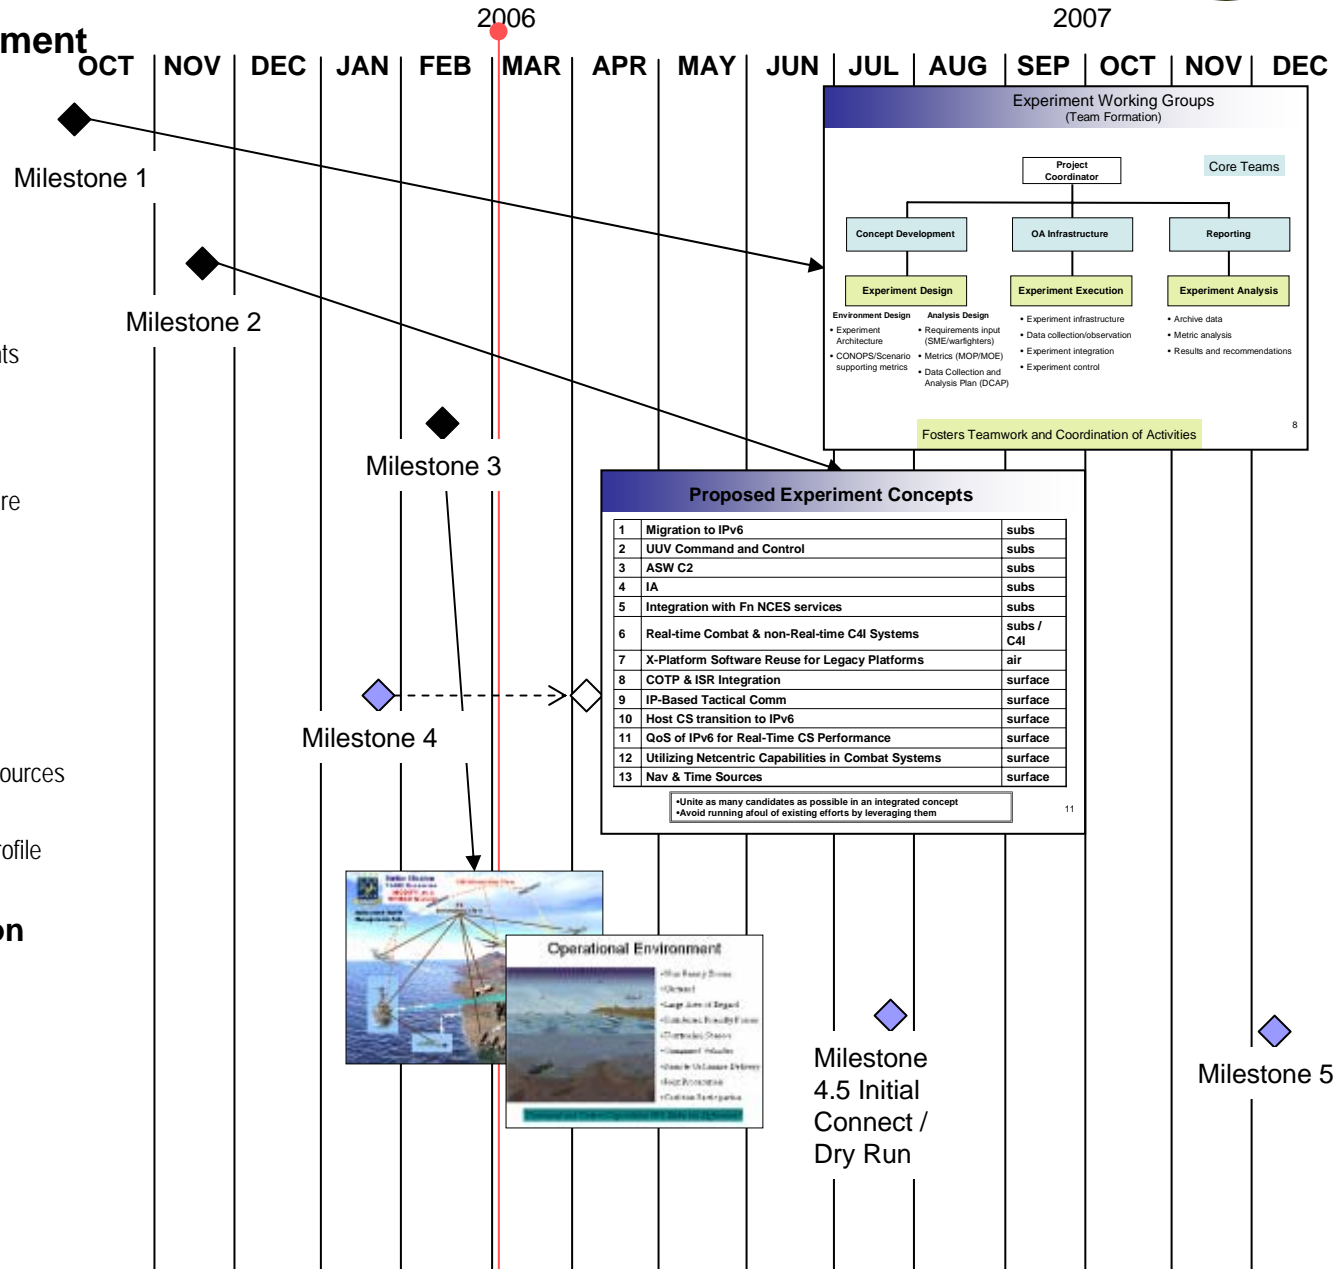 2006
2007
ment
OCT NOV DEC JAN FEB MAR APR MAY JUN JUL AUG SEP OCT NOV DEC
Milestone 1
Milestone 2
Milestone 3
Milestone 4
Milestone
4.5 Initial
Connect /
Dry Run
Milestone 5
nts
re
ources
rofile
on
Experiment Working Groups
(Team Formation)
Project
Coordinator
Core Teams
Concept Development
OA Infrastructure
Reporting
Experiment Design
Experiment Execution
Experiment Analysis
Environment Design
• Experiment
Architecture
• CONOPS/Scenario
supporting metrics
Analysis Design
• Requirements input
(SME/warfighters)
• Metrics (MOP/MOE)
• Data Collection and
Analysis Plan (DCAP)
• Experiment infrastructure
• Data collection/observation
• Experiment integration
• Experiment control
• Archive data
• Metric analysis
• Results and recommendations
Fosters Teamwork and Coordination of Activities
8
Proposed Experiment Concepts
1 Migration to IPv6 subs
2 UUV Command and Control subs
3 ASW C2 subs
4 IA subs
5 Integration with Fn NCES services subs
6 Real-time Combat & non-Real-time C4I Systems subs /
C4I
7 X-Platform Software Reuse for Legacy Platforms air
8 COTP & ISR Integration surface
9 IP-Based Tactical Comm surface
10 Host CS transition to IPv6 surface
11 QoS of IPv6 for Real-Time CS Performance surface
12 Utilizing Netcentric Capabilities in Combat Systems surface
13 Nav & Time Sources surface
•Unite as many candidates as possible in an integrated concept
•Avoid running afoul of existing efforts by leveraging them
11
Operational Environment
•Large Area of Regard